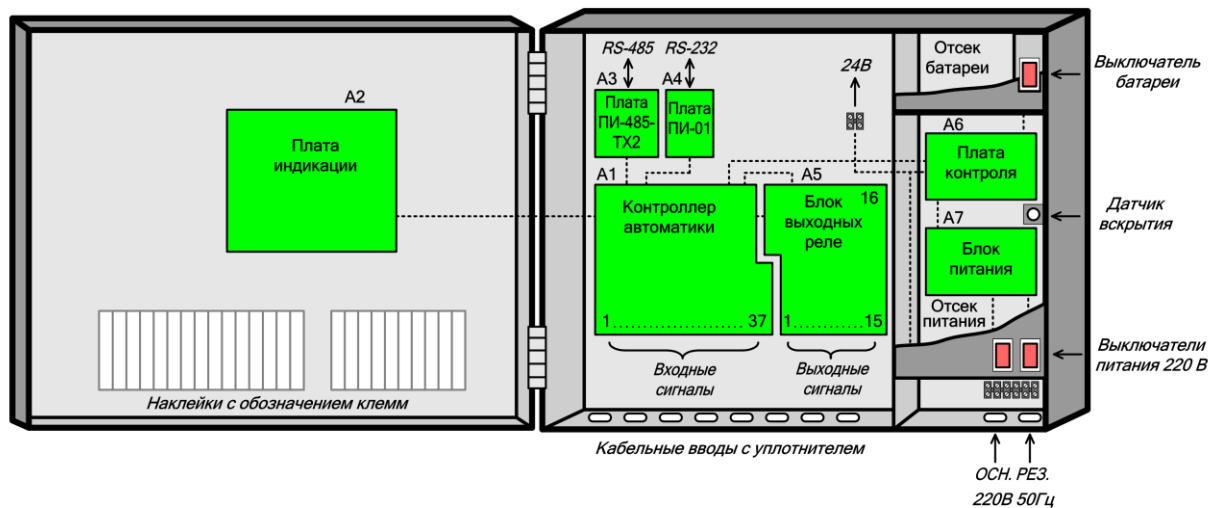 A2
Плата
индикации
Наклейки с обозначением клемм
RS-485
RS-232
A3
A4
Плата
ПИ-485-
ТХ2
Плата
ПИ-01
24В
A1
Контроллер
автоматики
1 ........................ 37
Входные
сигналы
A5
16
Блок
выходных
реле
1............15
Выходные
сигналы
Отсек
батареи
Выключатель
батареи
A6
Плата
контроля
Датчик
вскрытия
A7
Блок
питания
Отсек
питания
Выключатели
питания 220 В
Кабельные вводы с уплотнителем
ОСН. РЕЗ.
220В 50Гц